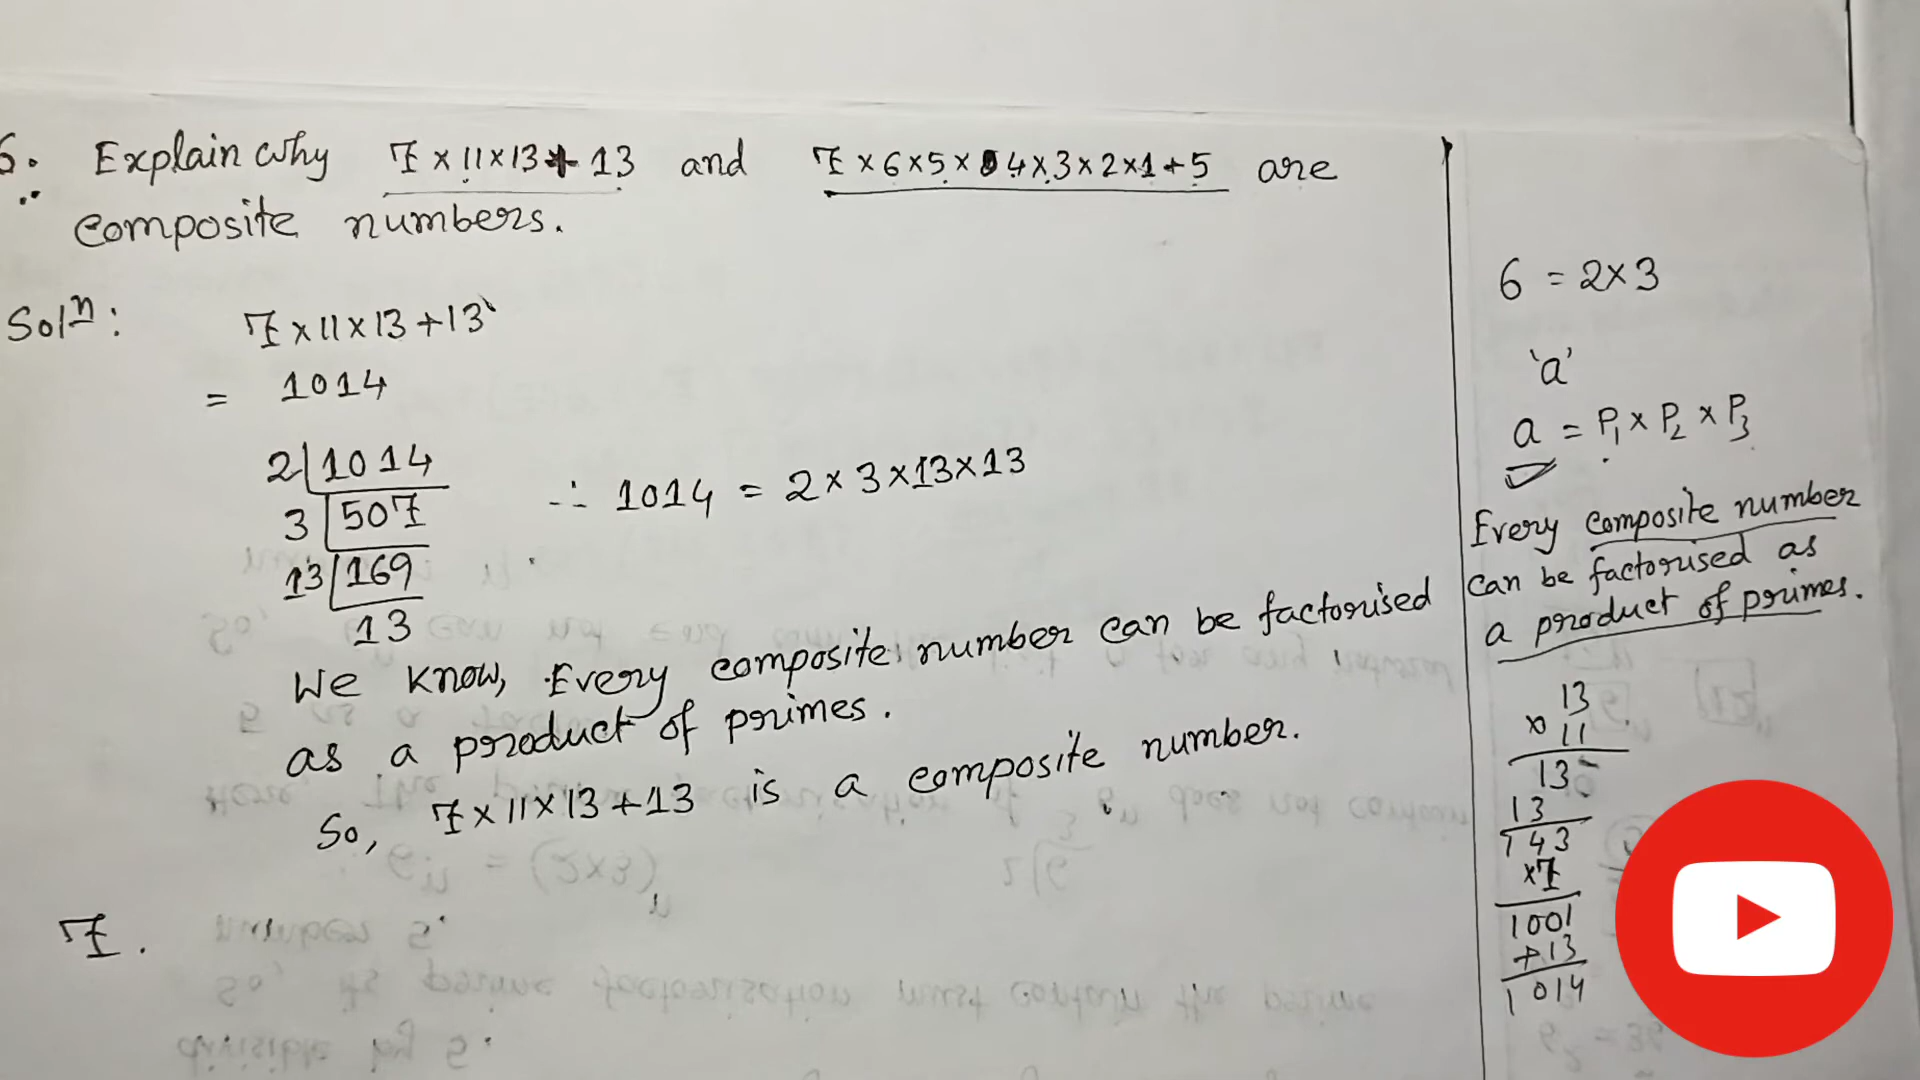 6. Explain why 7 × 11 × 13 + 13 and 7 × 6 × 5 × 4 × 3 × 2 × 1 + 5 are
composite numbers.
Solⁿ: 7 × 11 × 13 + 13
= 1014
2 | 1014
3 | 507
13 | 169
13
∴ 1014 = 2 × 3 × 13 × 13
We know, Every composite number can be factorised
as a product of primes.
So, 7 × 11 × 13 + 13 is a composite number.
7.
6 = 2 × 3
'a'
a = P₁ × P₂ × P₃
Every composite number
can be factorised as
a product of primes.
13
× 11
13
13
143
×7
1001
+13
1014